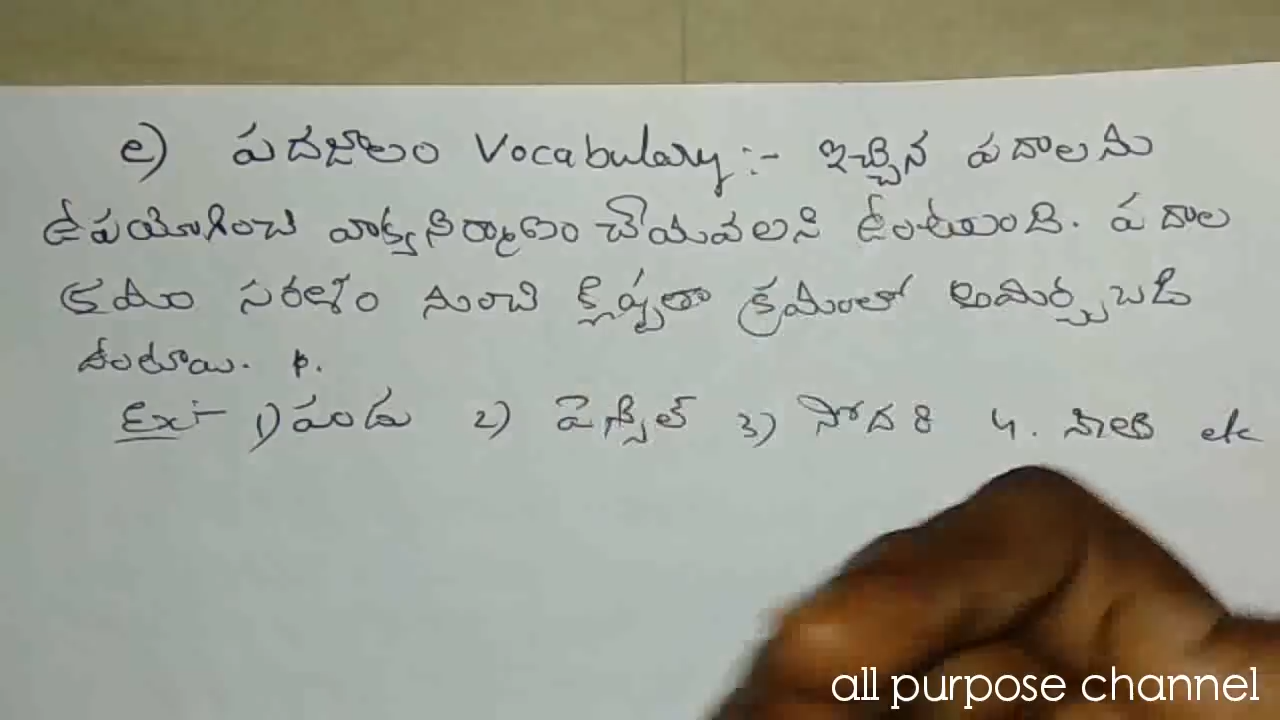 e) పదజాలం Vocabulary:- ఇచ్చిన పదాలను
ఉపయోగించి వాక్యనిర్మాణం చేయవలసి ఉంటుంది. పదాల
క్రమం సరళం నుంచి క్లిష్టతా క్రమంలో అమర్చబడి
ఉంటాయి.
Ex:- 1) పండు 2) పెన్సిల్ 3) సోదరి 4. etc
all purpose channel